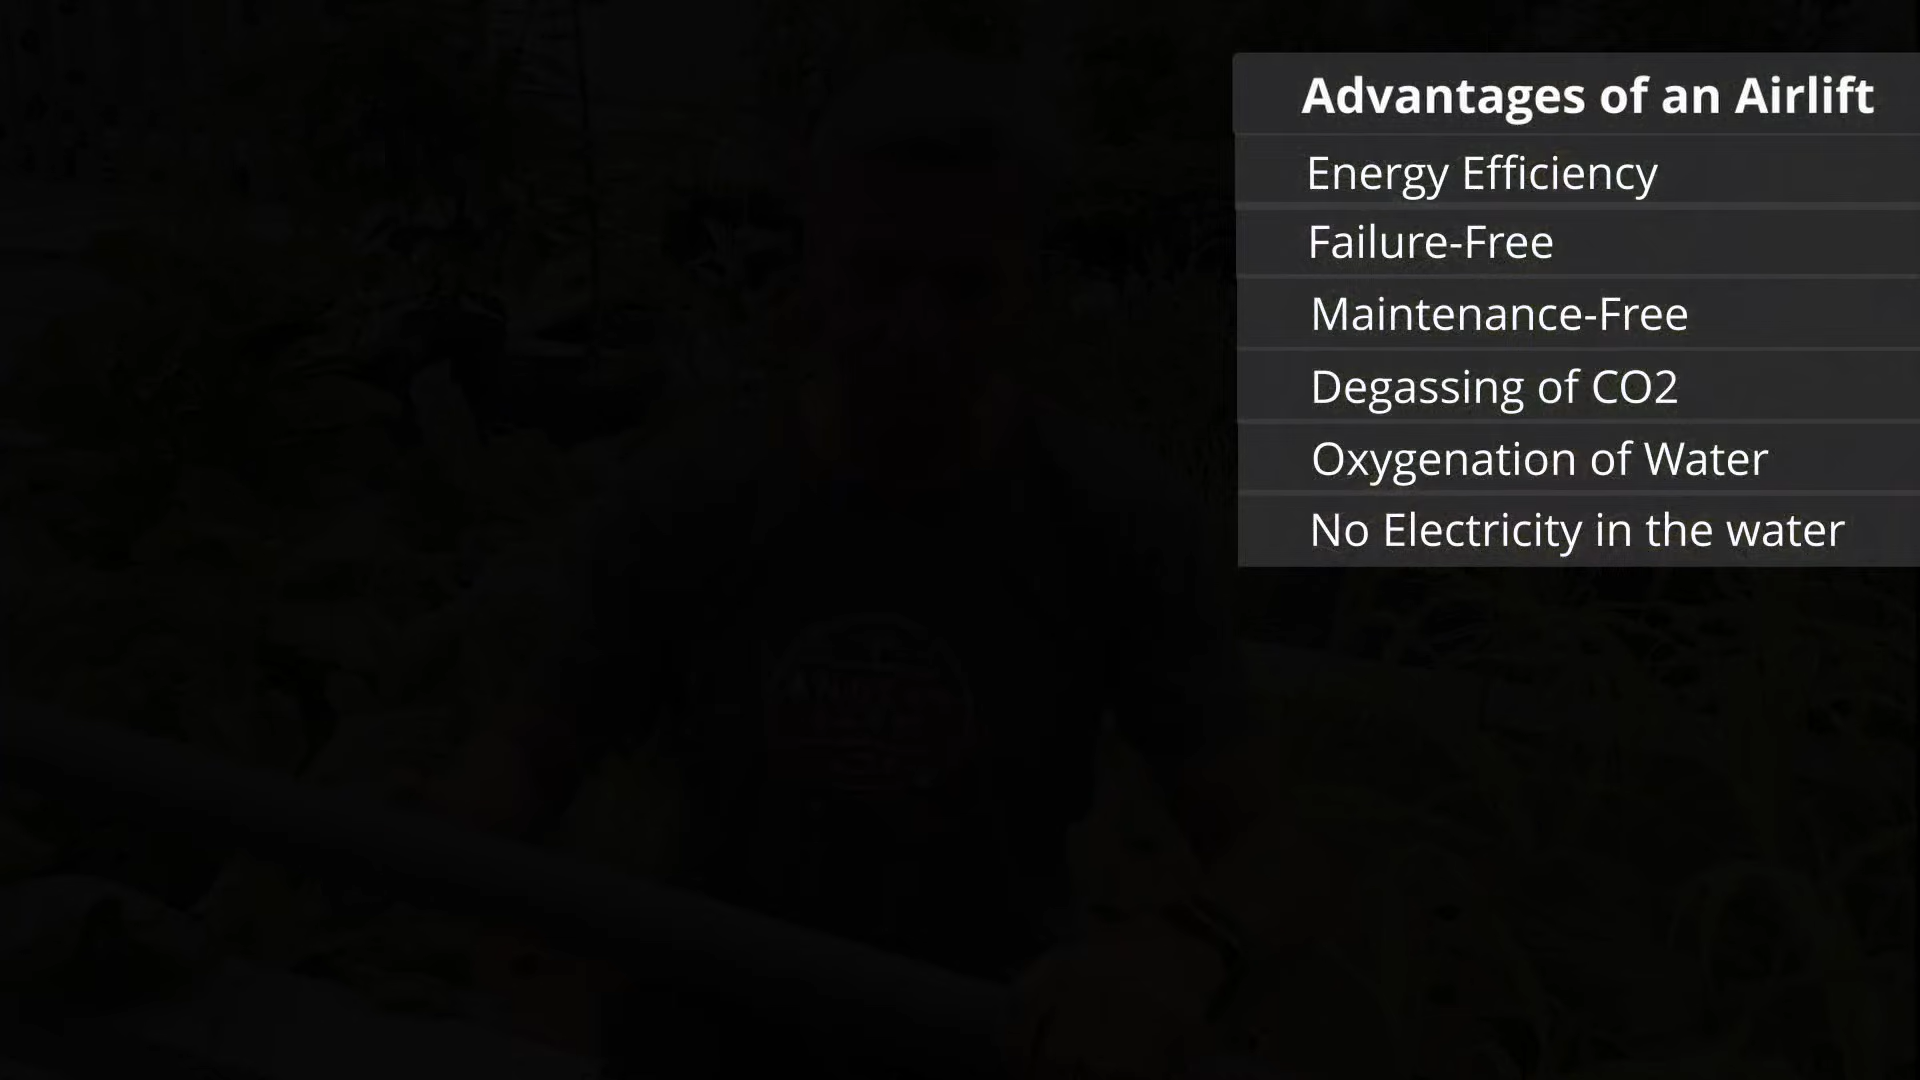 Advantages of an Airlift
Energy Efficiency
Failure-Free
Maintenance-Free
Degassing of CO2
Oxygenation of Water
No Electricity in the water